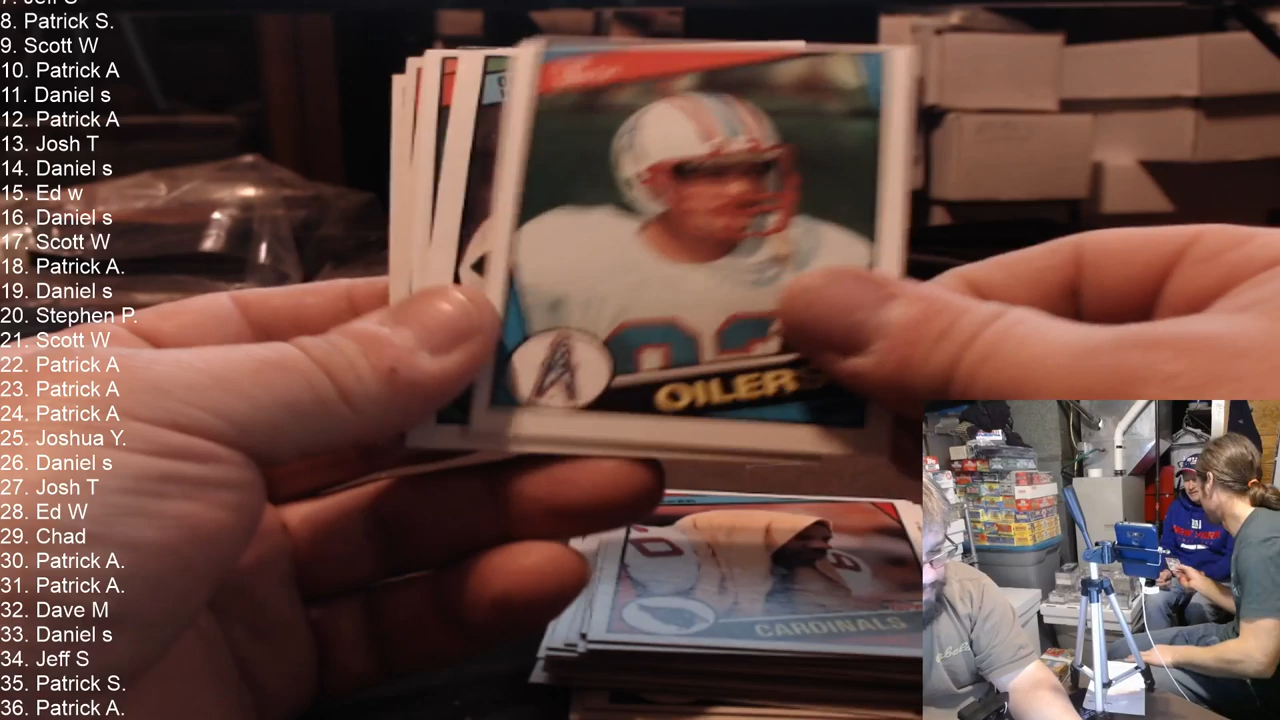 7. Jeff S
8. Patrick S.
9. Scott W
10. Patrick A
11. Daniel s
12. Patrick A
13. Josh T
14. Daniel s
15. Ed w
16. Daniel s
17. Scott W
18. Patrick A.
19. Daniel s
20. Stephen P.
21. Scott W
22. Patrick A
23. Patrick A
24. Patrick A
25. Joshua Y.
26. Daniel s
27. Josh T
28. Ed W
29. Chad
30. Patrick A.
31. Patrick A.
32. Dave M
33. Daniel s
34. Jeff S
35. Patrick S.
36. Patrick A.
OILERS
CARDINALS